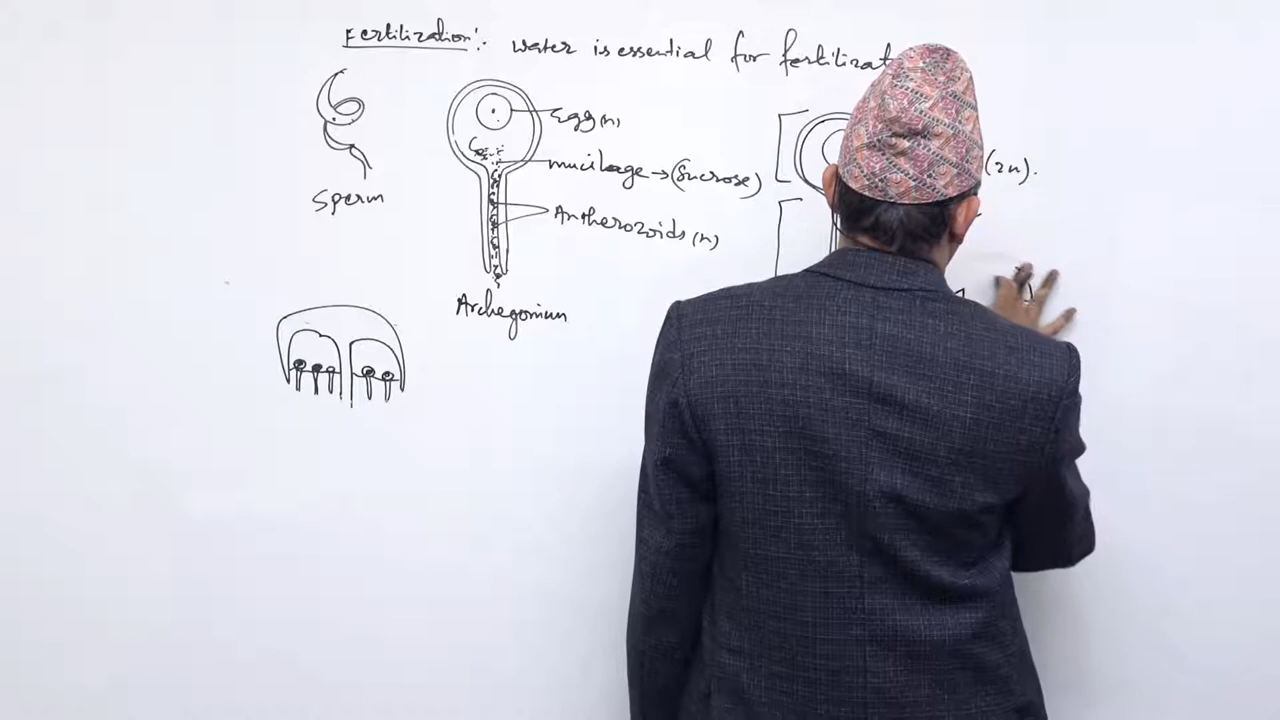 Fertilization:- water is essential for fertilizat
Egg(n)
mucilage → (Sucrose)
Antherozoids (n)
Sperm
Archegonium
(2n).